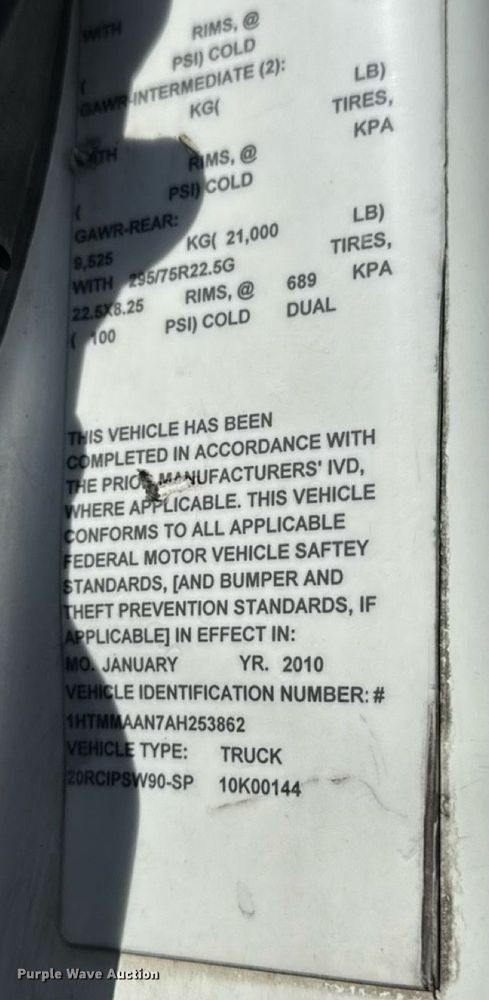 WITH RIMS, @
( PSI) COLD
GAWR-INTERMEDIATE (2):
KG( LB)
WITH TIRES,
RIMS, @ KPA
( PSI) COLD
GAWR-REAR:
9,525 KG( 21,000 LB)
WITH 295/75R22.5G TIRES,
22.5X8.25 RIMS, @ 689 KPA
( 100 PSI) COLD DUAL
THIS VEHICLE HAS BEEN
COMPLETED IN ACCORDANCE WITH
THE PRIOR MANUFACTURERS' IVD,
WHERE APPLICABLE. THIS VEHICLE
CONFORMS TO ALL APPLICABLE
FEDERAL MOTOR VEHICLE SAFTEY
STANDARDS, [AND BUMPER AND
THEFT PREVENTION STANDARDS, IF
APPLICABLE] IN EFFECT IN:
MO. JANUARY YR. 2010
VEHICLE IDENTIFICATION NUMBER: #
1HTMMAAN7AH253862
VEHICLE TYPE: TRUCK
20RCIPSW90-SP 10K00144
Purple Wave Auction